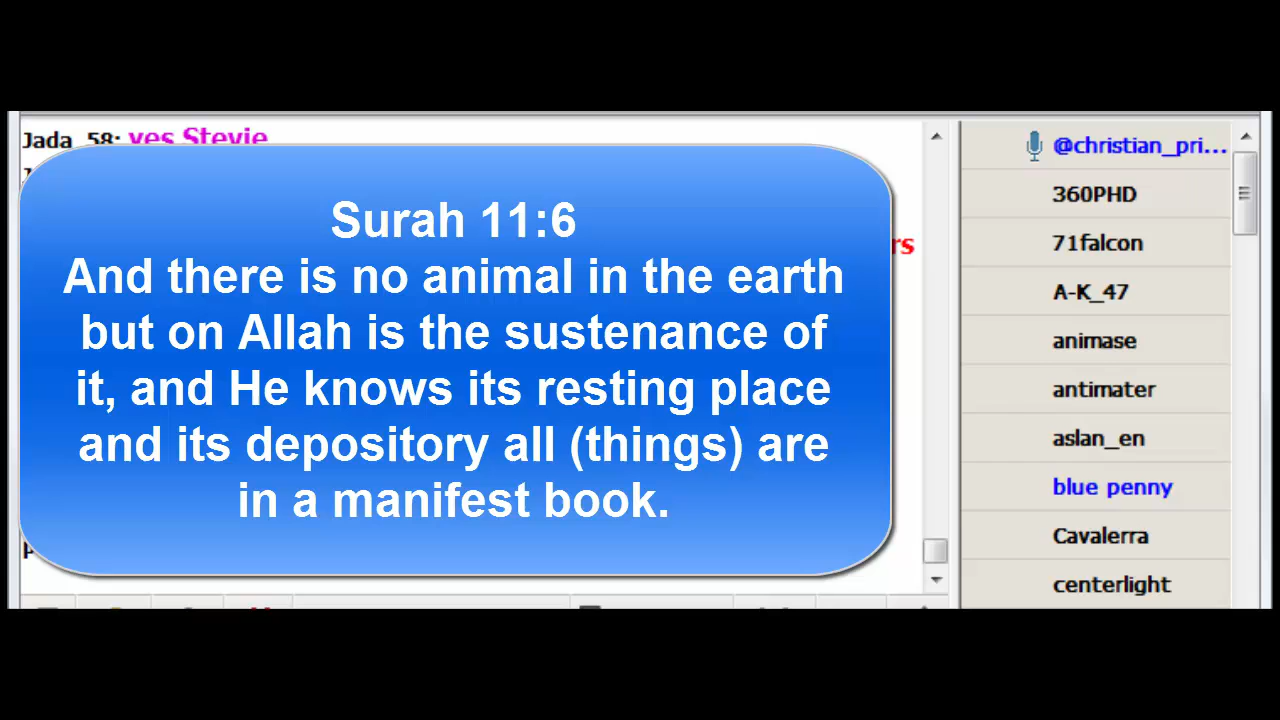 Jada_58: yes Stevie
Surah 11:6
And there is no animal in the earth
but on Allah is the sustenance of
it, and He knows its resting place
and its depository all (things) are
in a manifest book.
@christian_pri...
360PHD
71falcon
A-K_47
animase
antimater
aslan_en
blue penny
Cavalerra
centerlight